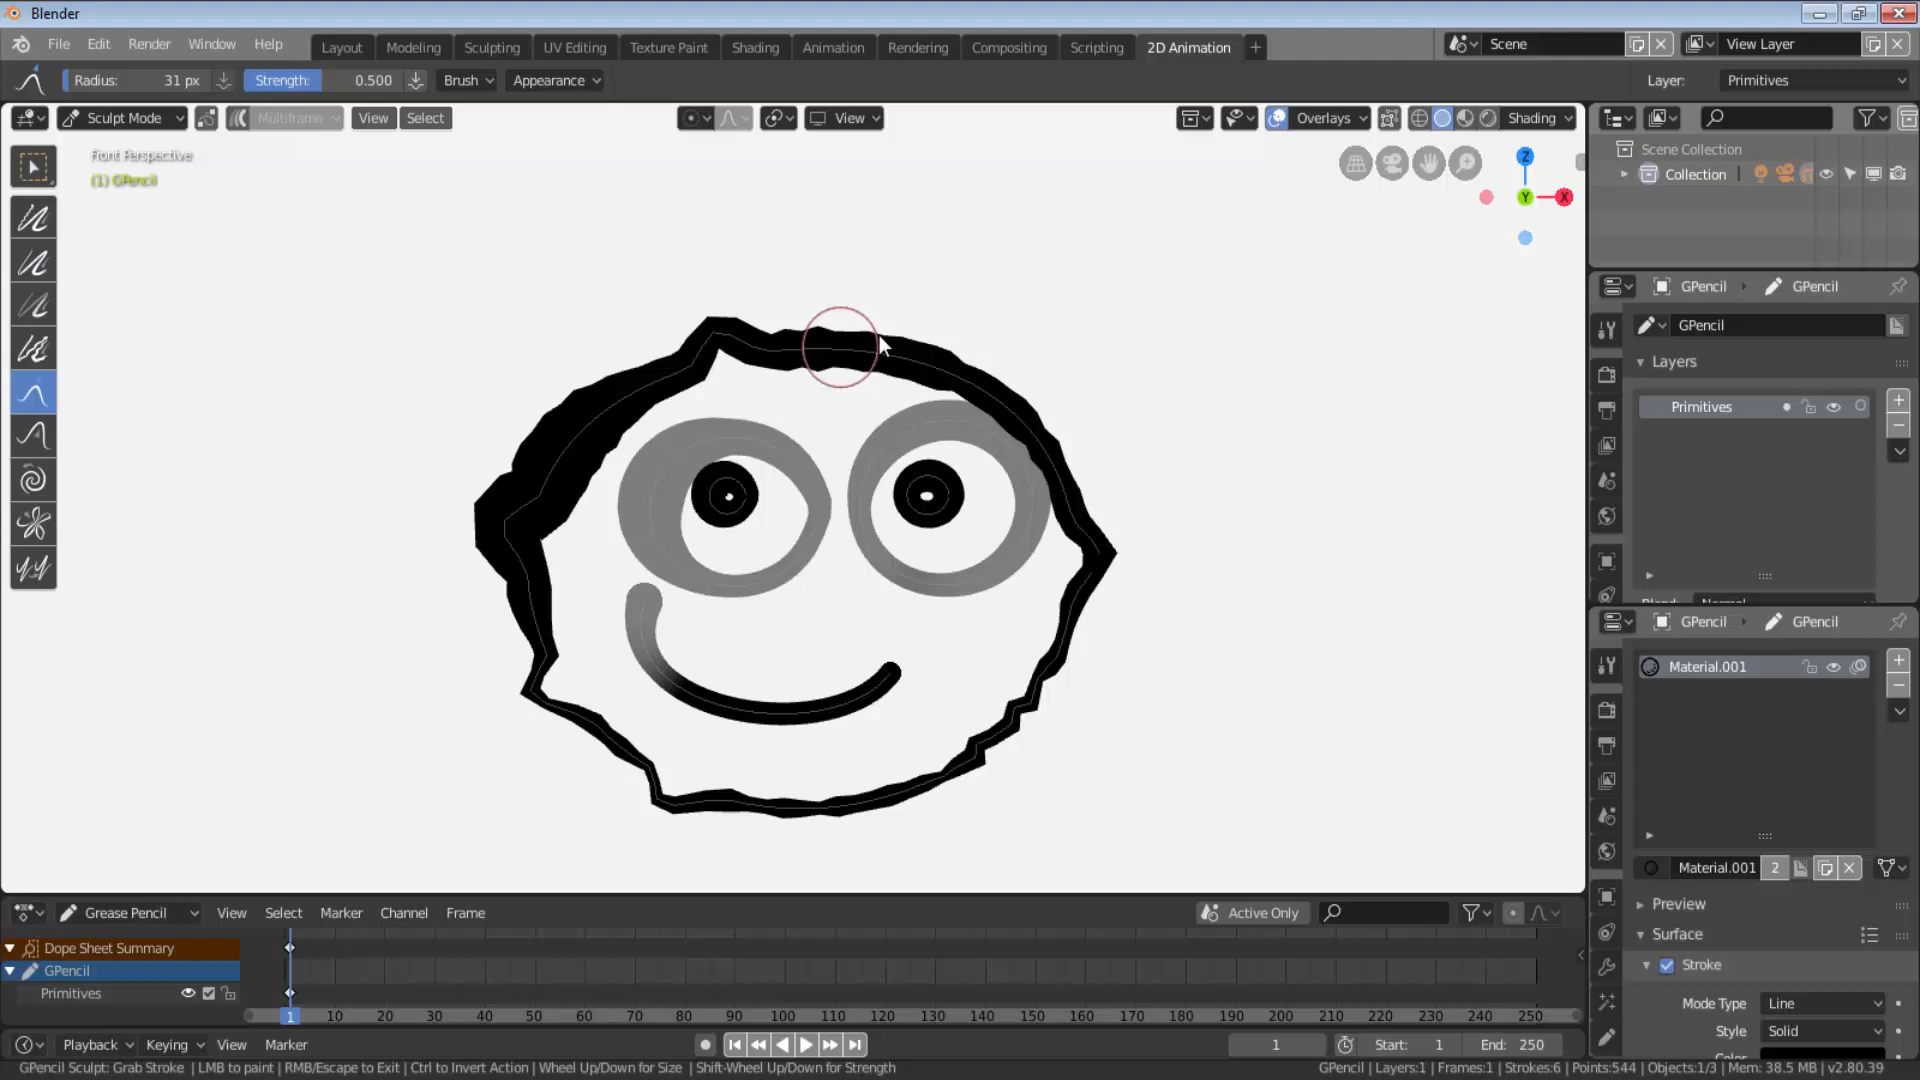 Blender
File Edit Render Window Help Layout Modeling Sculpting UV Editing Texture Paint Shading Animation Rendering Compositing Scripting 2D Animation + Scene View Layer
Radius: 31 px Strength: 0.500 Brush Appearance Layer: Primitives
Sculpt Mode Multiframe View Select View Overlays Shading
Front Perspective
(1) GPencil
Z
Y
X
Scene Collection
Collection
GPencil GPencil
GPencil
Layers
Primitives
GPencil GPencil
Material.001
Material.001 2
Preview
Surface
Stroke
Mode Type Line
Style Solid
Grease Pencil View Select Marker Channel Frame Active Only
Dope Sheet Summary
GPencil
Primitives
1 10 20 30 40 50 60 70 80 90 100 110 120 130 140 150 160 170 180 190 200 210 220 230 240 250
Playback Keying View Marker 1 Start: 1 End: 250
GPencil Sculpt: Grab Stroke | LMB to paint | RMB/Escape to Exit | Ctrl to Invert Action | Wheel Up/Down for Size | Shift-Wheel Up/Down for Strength GPencil | Layers:1 | Frames:1 | Strokes:6 | Points:544 | Objects:1/3 | Mem: 38.5 MB | v2.80.39